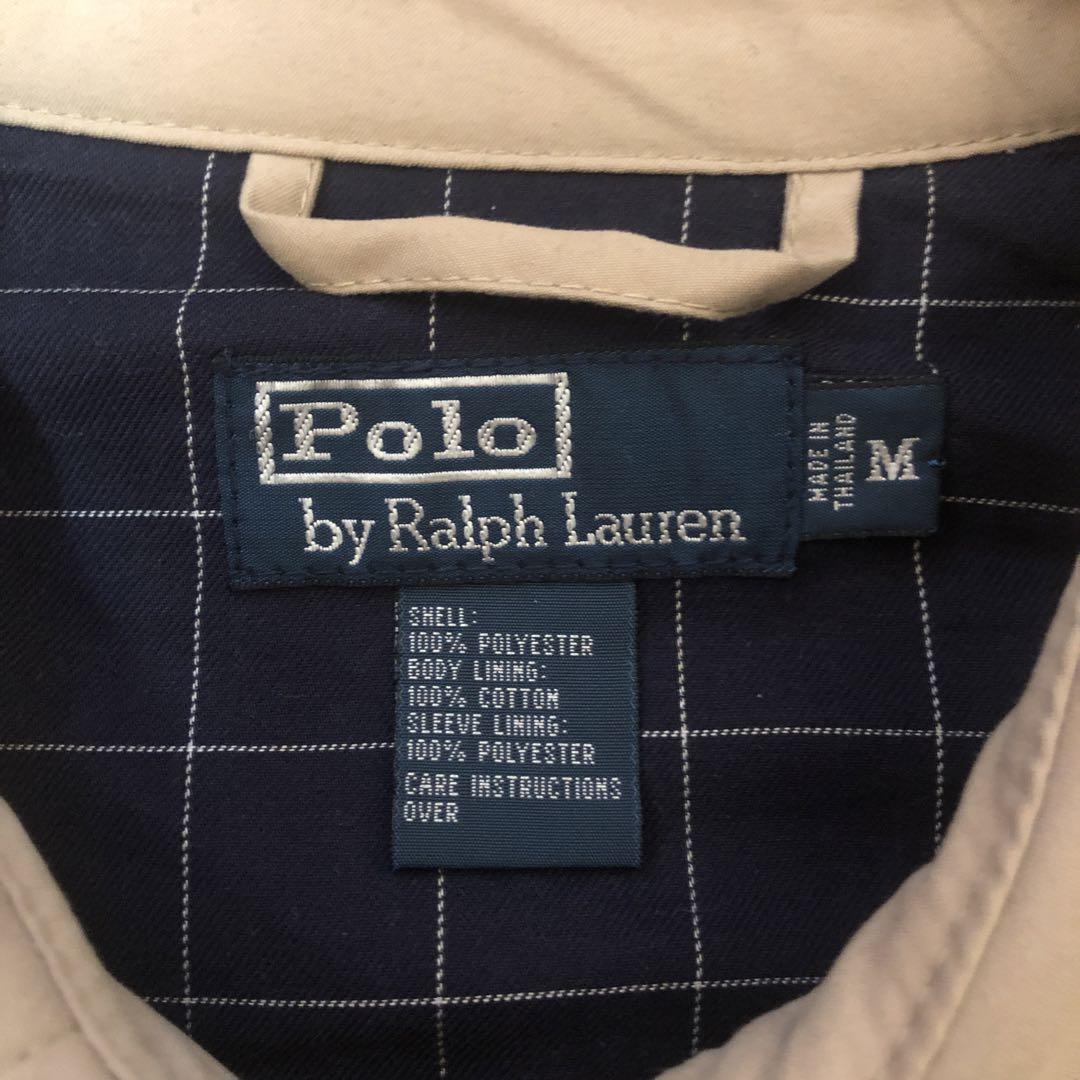 Polo
by Ralph Lauren
MADE IN
THAILAND
M
SHELL:
100% POLYESTER
BODY LINING:
100% COTTON
SLEEVE LINING:
100% POLYESTER
CARE INSTRUCTIONS
OVER